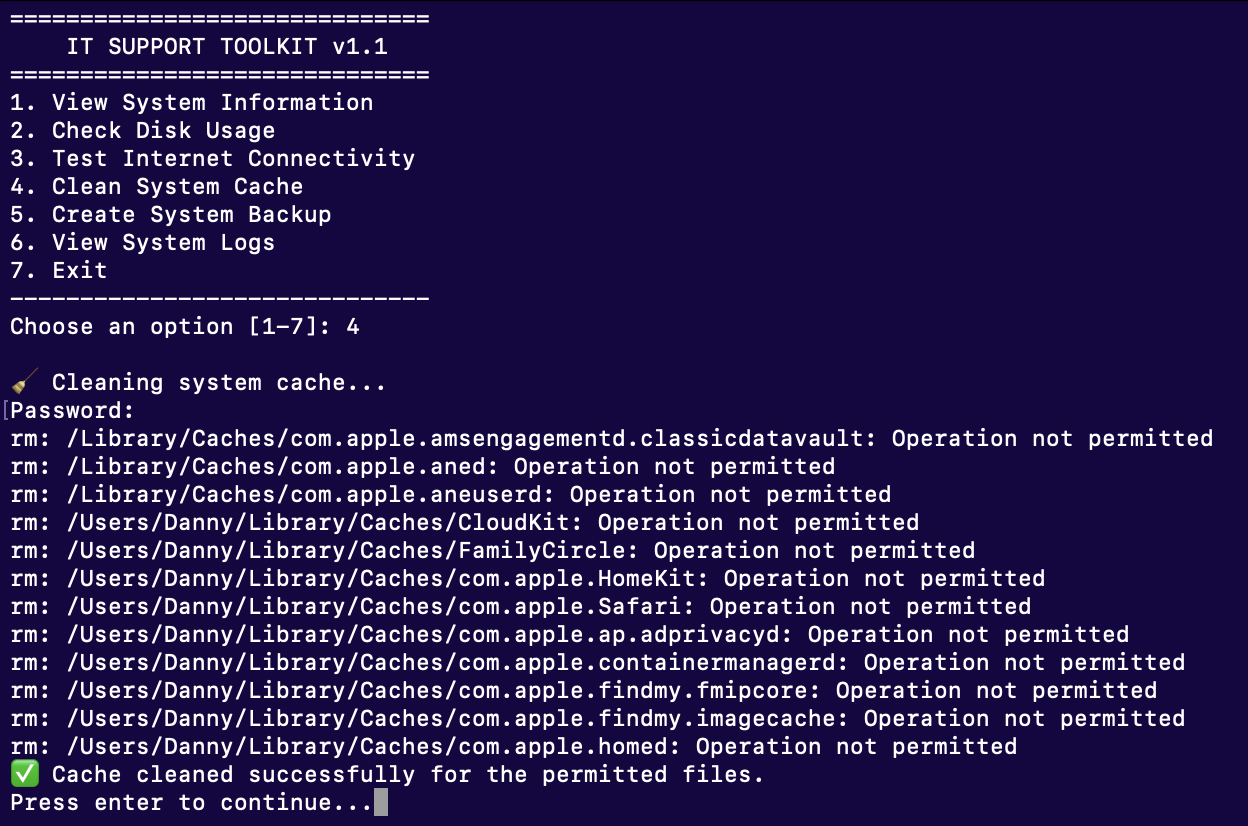 ==============================
IT SUPPORT TOOLKIT v1.1
==============================
1. View System Information
2. Check Disk Usage
3. Test Internet Connectivity
4. Clean System Cache
5. Create System Backup
6. View System Logs
7. Exit
------------------------------
Choose an option [1-7]: 4
🧹 Cleaning system cache...
Password:
rm: /Library/Caches/com.apple.amsengagementd.classicdatavault: Operation not permitted
rm: /Library/Caches/com.apple.aned: Operation not permitted
rm: /Library/Caches/com.apple.aneuserd: Operation not permitted
rm: /Users/Danny/Library/Caches/CloudKit: Operation not permitted
rm: /Users/Danny/Library/Caches/FamilyCircle: Operation not permitted
rm: /Users/Danny/Library/Caches/com.apple.HomeKit: Operation not permitted
rm: /Users/Danny/Library/Caches/com.apple.Safari: Operation not permitted
rm: /Users/Danny/Library/Caches/com.apple.ap.adprivacyd: Operation not permitted
rm: /Users/Danny/Library/Caches/com.apple.containermanagerd: Operation not permitted
rm: /Users/Danny/Library/Caches/com.apple.findmy.fmipcore: Operation not permitted
rm: /Users/Danny/Library/Caches/com.apple.findmy.imagecache: Operation not permitted
rm: /Users/Danny/Library/Caches/com.apple.homed: Operation not permitted
✅ Cache cleaned successfully for the permitted files.
Press enter to continue...